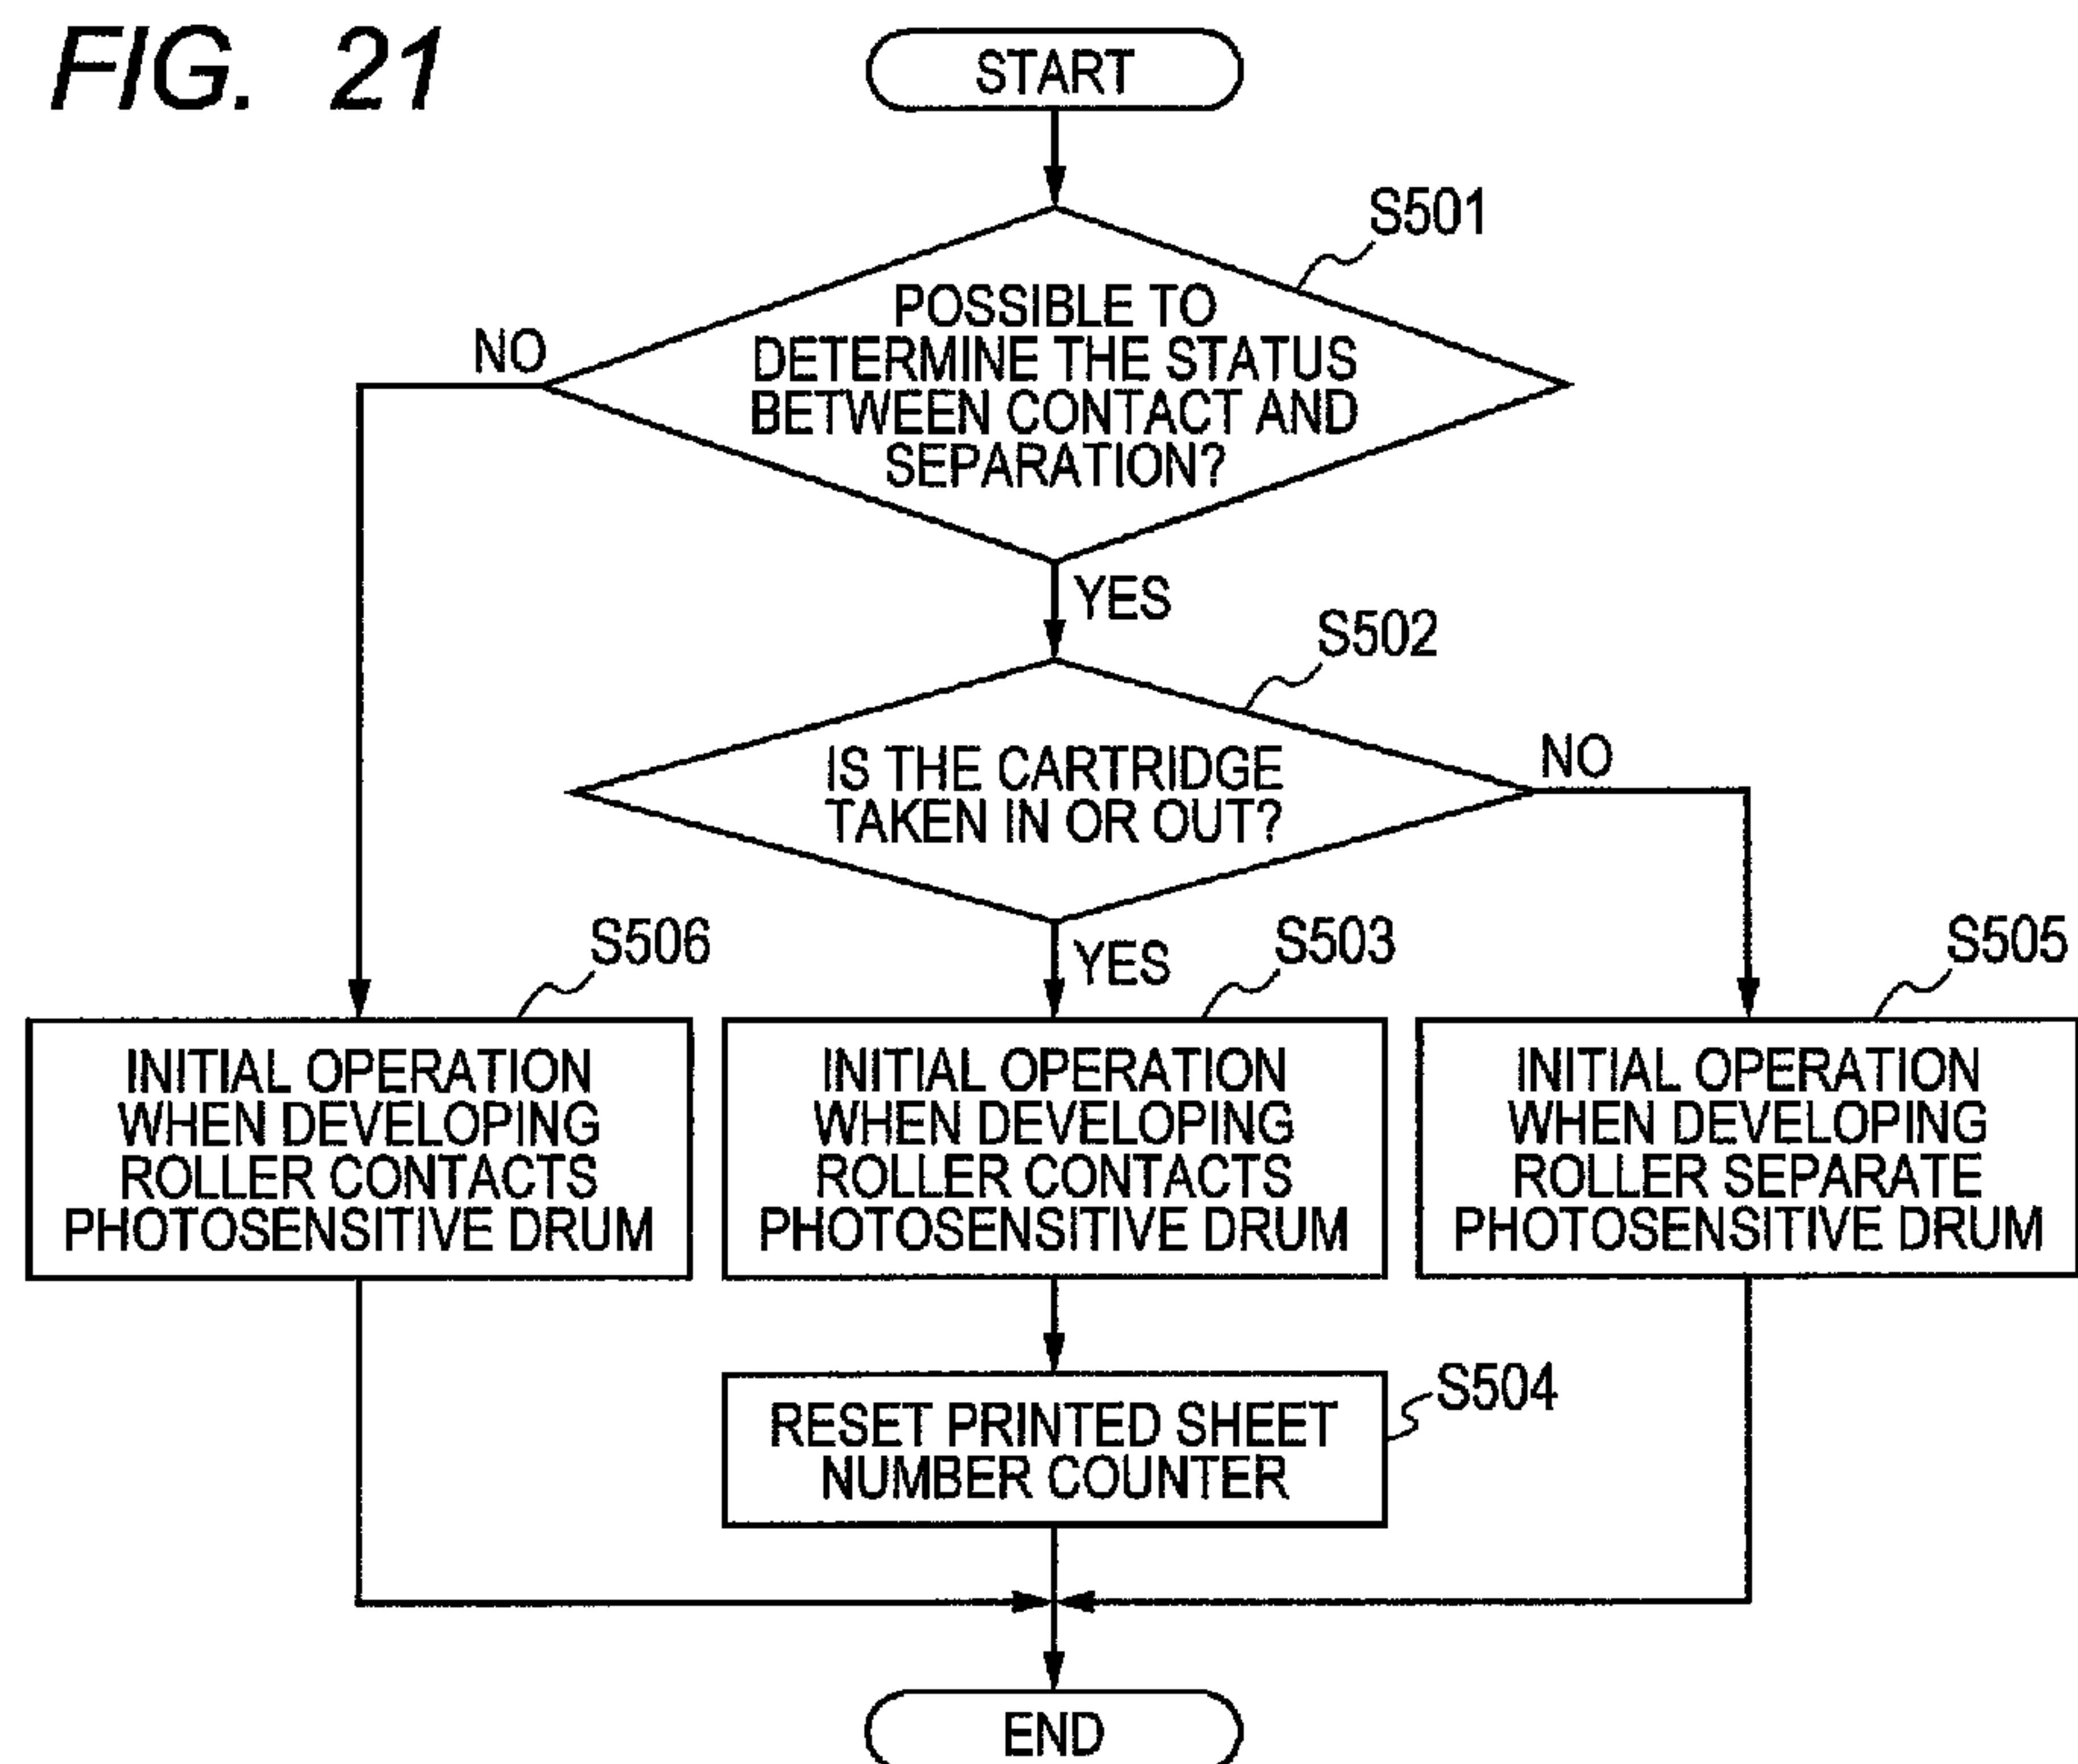 FIG. 21
START
S501
POSSIBLE TO
DETERMINE THE STATUS
BETWEEN CONTACT AND
SEPARATION?
NO
YES
S502
IS THE CARTRIDGE
TAKEN IN OR OUT?
NO
YES
S506
INITIAL OPERATION
WHEN DEVELOPING
ROLLER CONTACTS
PHOTOSENSITIVE DRUM
S503
INITIAL OPERATION
WHEN DEVELOPING
ROLLER CONTACTS
PHOTOSENSITIVE DRUM
S505
INITIAL OPERATION
WHEN DEVELOPING
ROLLER SEPARATE
PHOTOSENSITIVE DRUM
S504
RESET PRINTED SHEET
NUMBER COUNTER
END